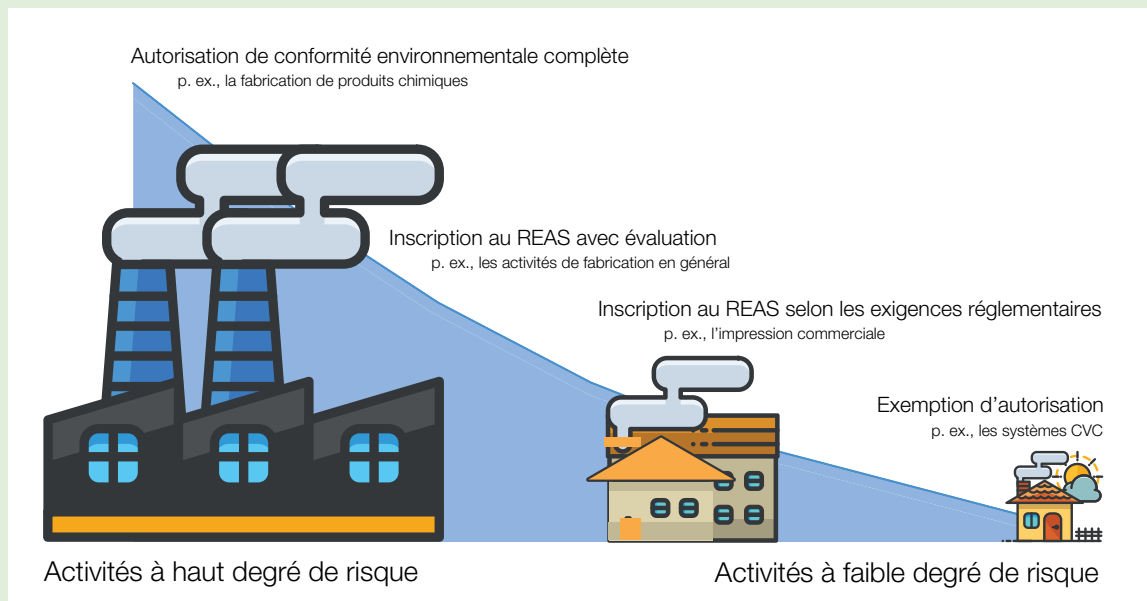 Autorisation de conformité environnementale complète
p. ex., la fabrication de produits chimiques
Inscription au REAS avec évaluation
p. ex., les activités de fabrication en général
Inscription au REAS selon les exigences réglementaires
p. ex., l’impression commerciale
Exemption d’autorisation
p. ex., les systèmes CVC
Activités à haut degré de risque
Activités à faible degré de risque